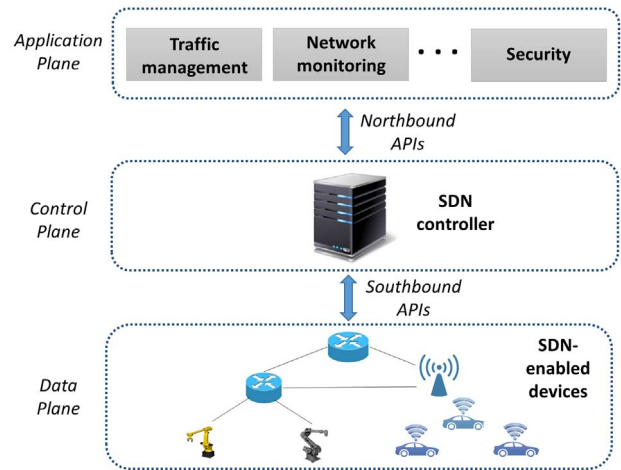 Application
Plane
Traffic
management
Network
monitoring
...
Security
Northbound
APIs
Control
Plane
SDN
controller
Southbound
APIs
Data
Plane
SDN-
enabled
devices